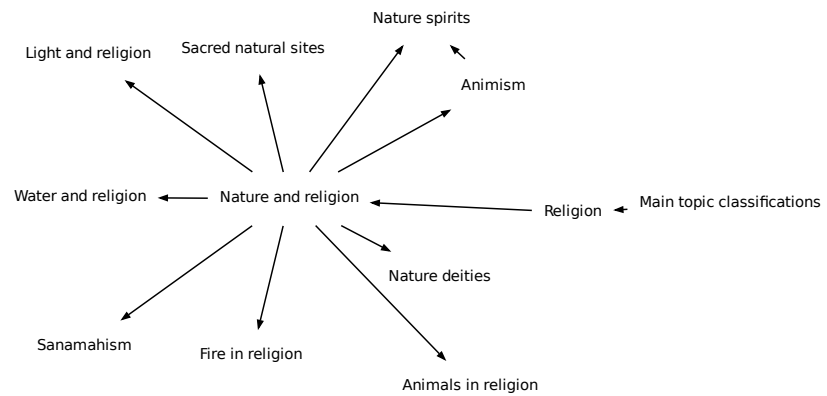 Nature spirits
Light and religion
Sacred natural sites
Animism
Water and religion
Nature and religion
Religion
Main topic classifications
Nature deities
Sanamahism
Fire in religion
Animals in religion